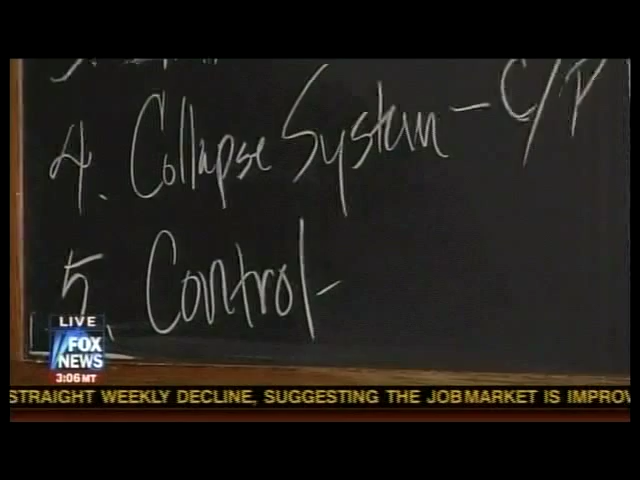 4. Collapse System - C/P
5. Control -
LIVE
FOX
NEWS
3:06 MT
STRAIGHT WEEKLY DECLINE, SUGGESTING THE JOB MARKET IS IMPROV